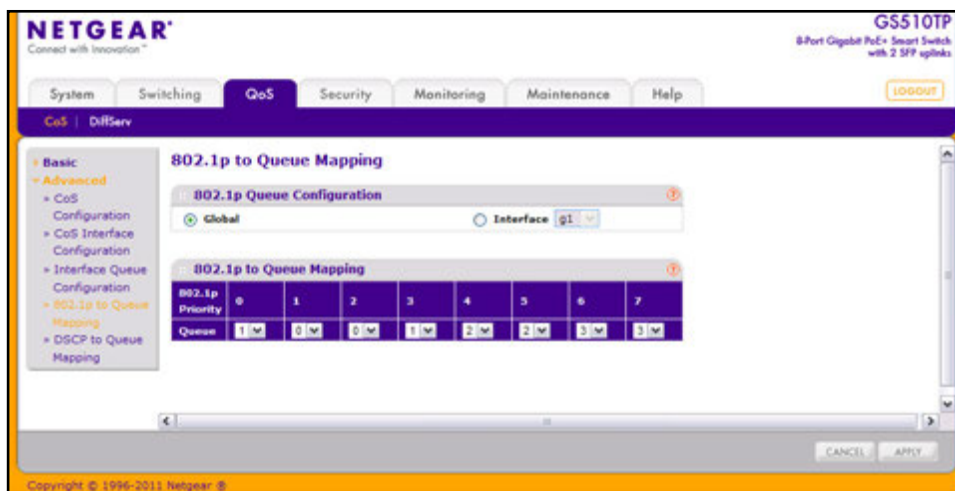 NETGEAR®
Connect with Innovation™
GS510TP
8-Port Gigabit PoE+ Smart Switch
with 2 SFP uplinks
System Switching QoS Security Monitoring Maintenance Help
LOGOUT
CoS | DiffServ
Basic
Advanced
» CoS
Configuration
» CoS Interface
Configuration
» Interface Queue
Configuration
» 802.1p to Queue
Mapping
» DSCP to Queue
Mapping
802.1p to Queue Mapping
802.1p Queue Configuration
Global Interface g1
802.1p to Queue Mapping
802.1p
Priority 0 1 2 3 4 5 6 7
Queue 1 0 0 1 2 2 3 3
CANCEL APPLY
Copyright © 1996-2011 Netgear ®